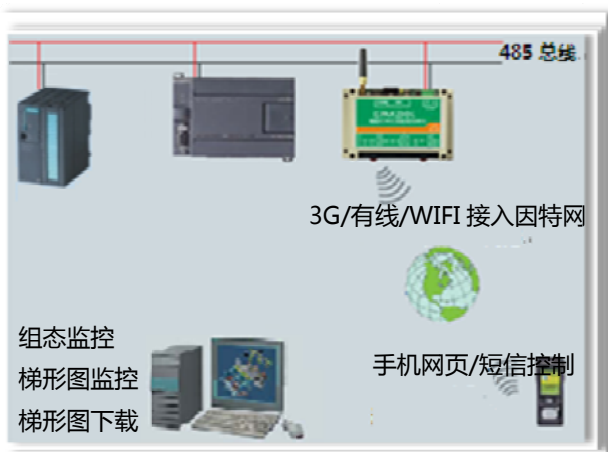 485 总线
3G/有线/WIFI 接入因特网
组态监控
梯形图监控
梯形图下载
手机网页/短信控制